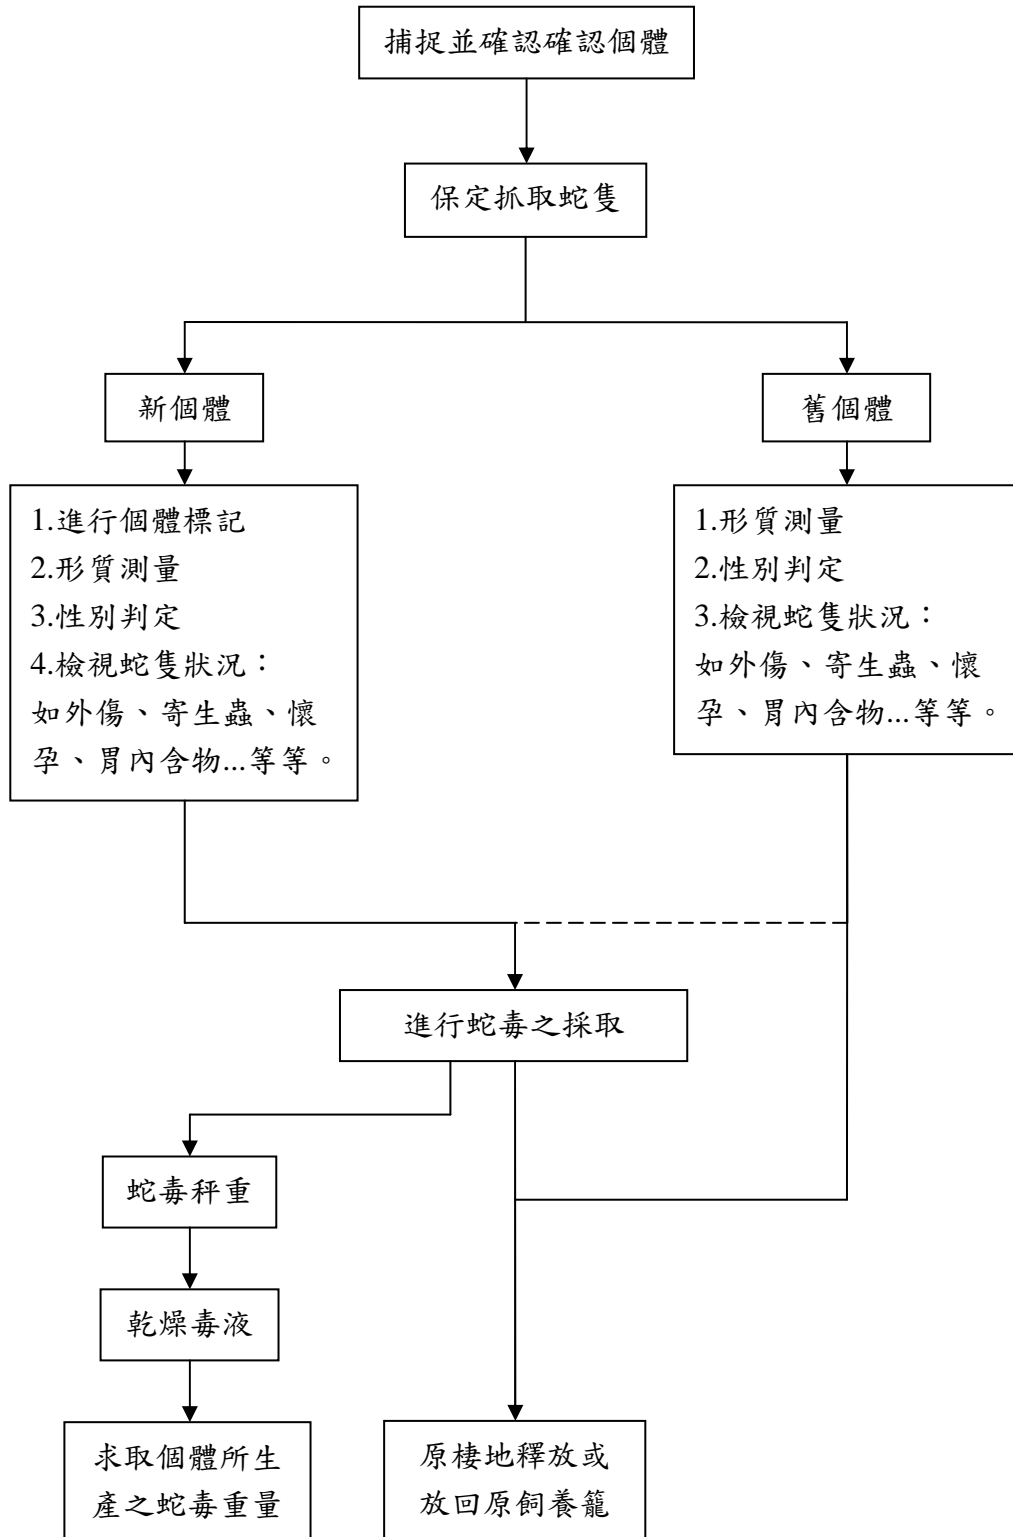 捕捉並確認確認個體
保定抓取蛇隻
新個體
舊個體
1.進行個體標記
2.形質測量
3.性別判定
4.檢視蛇隻狀況：
如外傷、寄生蟲、懷
孕、胃內含物...等等。
1.形質測量
2.性別判定
3.檢視蛇隻狀況：
如外傷、寄生蟲、懷
孕、胃內含物...等等。
進行蛇毒之採取
蛇毒秤重
乾燥毒液
求取個體所生
產之蛇毒重量
原棲地釋放或
放回原飼養籠